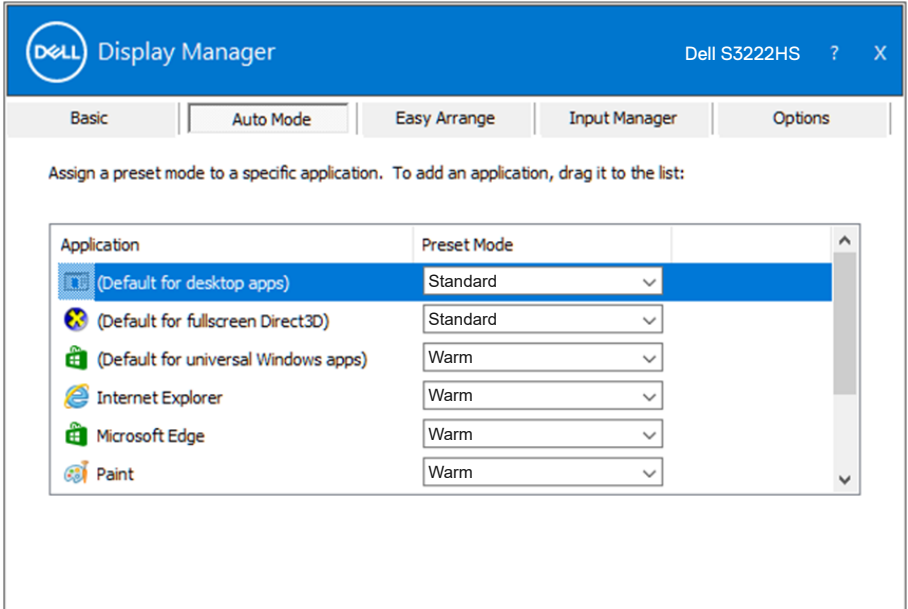 DELL Display Manager
Dell S3222HS ? X
Basic Auto Mode Easy Arrange Input Manager Options
Assign a preset mode to a specific application. To add an application, drag it to the list:
Application Preset Mode
(Default for desktop apps) Standard
(Default for fullscreen Direct3D) Standard
(Default for universal Windows apps) Warm
Internet Explorer Warm
Microsoft Edge Warm
Paint Warm